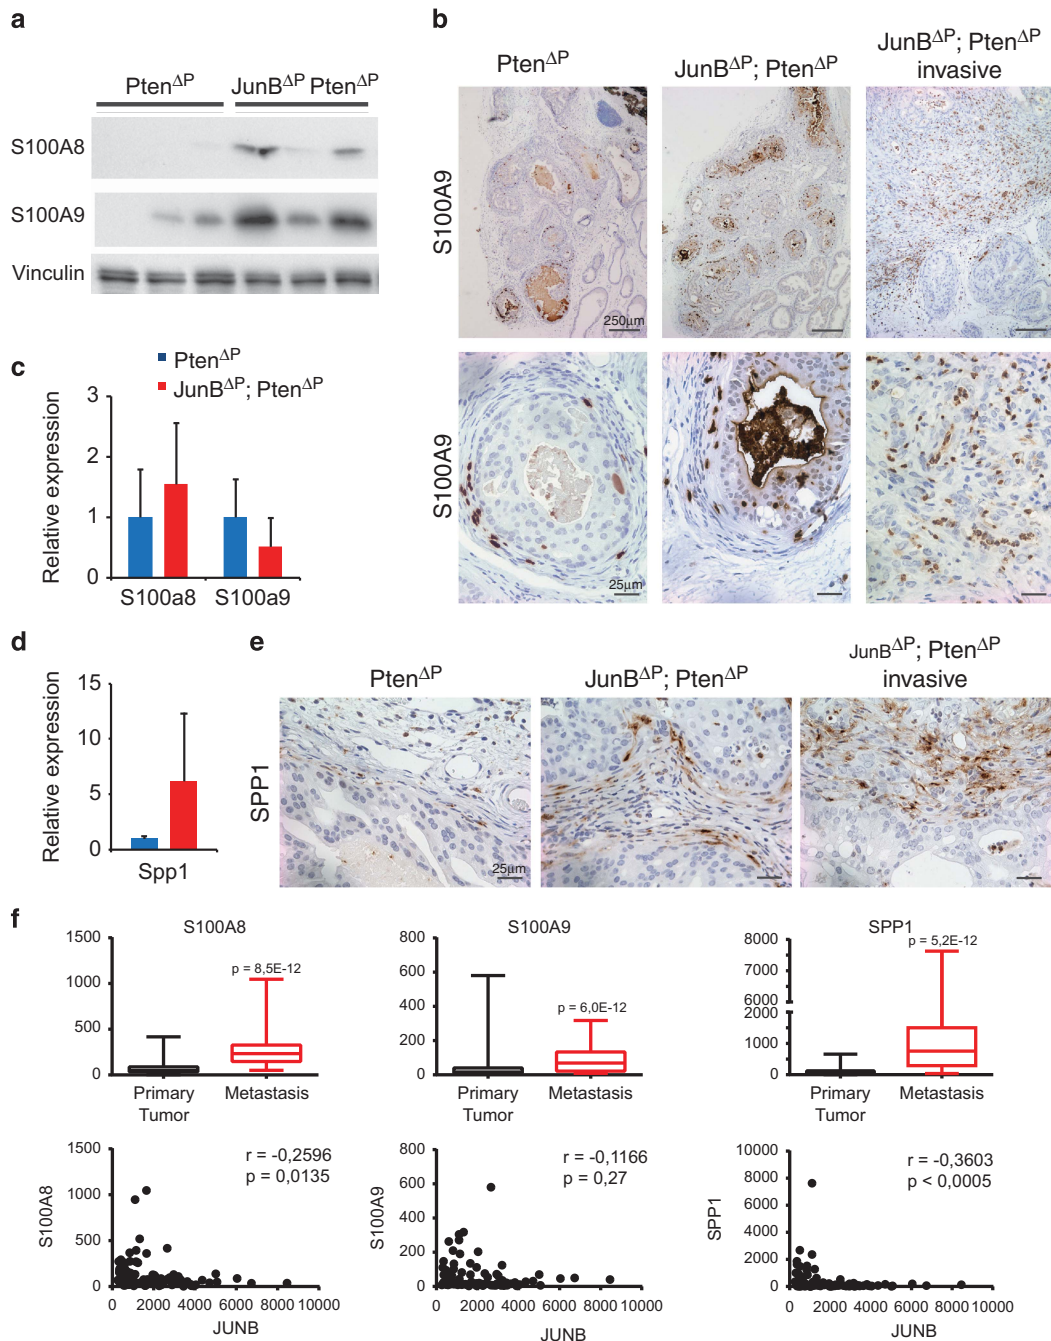 a
Pten^ΔP
JunB^ΔP Pten^ΔP
S100A8
S100A9
Vinculin
b
Pten^ΔP
JunB^ΔP; Pten^ΔP
JunB^ΔP; Pten^ΔP
invasive
S100A9
250µm
S100A9
25µm
c
Pten^ΔP
JunB^ΔP; Pten^ΔP
Relative expression
3
2
1
0
S100a8
S100a9
d
Relative expression
15
10
5
0
Spp1
e
Pten^ΔP
JunB^ΔP; Pten^ΔP
JunB^ΔP; Pten^ΔP
invasive
SPP1
25µm
f
S100A8
1500
1000
500
0
p = 8,5E-12
Primary
Tumor
Metastasis
S100A9
800
600
400
200
0
p = 6,0E-12
Primary
Tumor
Metastasis
SPP1
8000
7000
6000
2000
1000
0
p = 5,2E-12
Primary
Tumor
Metastasis
S100A8
1500
1000
500
0
r = -0,2596
p = 0,0135
0 2000 4000 6000 8000 10000
JUNB
S100A9
800
600
400
200
0
r = -0,1166
p = 0,27
0 2000 4000 6000 8000 10000
JUNB
SPP1
10000
8000
6000
4000
2000
0
r = -0,3603
p < 0,0005
0 2000 4000 6000 8000 10000
JUNB